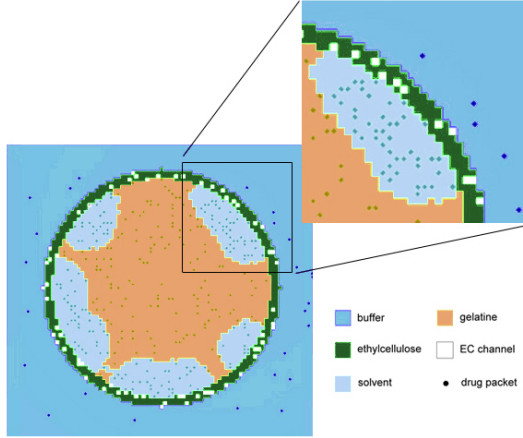 buffer
gelatine
ethylcellulose
EC channel
solvent
drug packet